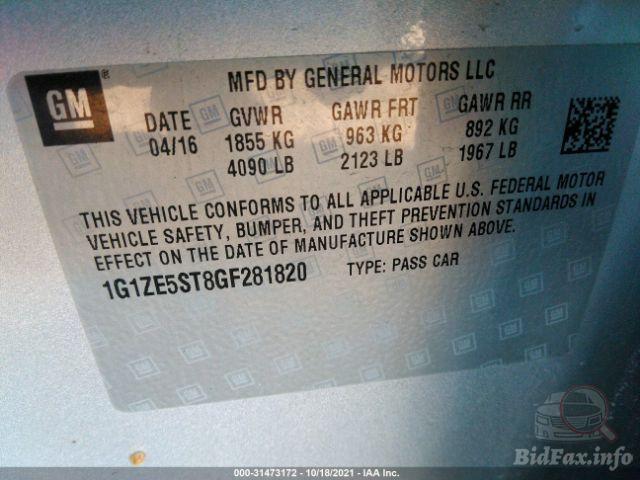 GM ®
MFD BY GENERAL MOTORS LLC
DATE GVWR GAWR FRT GAWR RR
04/16 1855 KG 963 KG 892 KG
4090 LB 2123 LB 1967 LB
THIS VEHICLE CONFORMS TO ALL APPLICABLE U.S. FEDERAL MOTOR
VEHICLE SAFETY, BUMPER, AND THEFT PREVENTION STANDARDS IN
EFFECT ON THE DATE OF MANUFACTURE SHOWN ABOVE.
1G1ZE5ST8GF281820 TYPE: PASS CAR
BidFax.info
000-31473172 - 10/18/2021 - IAA Inc.